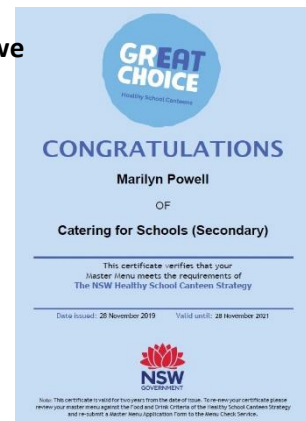 ve
GREAT
CHOICE
Healthy School Canteens
CONGRATULATIONS
Marilyn Powell
OF
Catering for Schools (Secondary)
This certificate verifies that your
Master Menu meets the requirements of
The NSW Healthy School Canteen Strategy
Date issued: 28 November 2019 Valid until: 28 November 2021
NSW
GOVERNMENT
Note: This certificate is valid for two years from the date of issue. To re-new your certificate please
review your master menu against the Food and Drink Criteria of the Healthy School Canteen Strategy
and re-submit a Master Menu Application Form to the Menu Check Service.